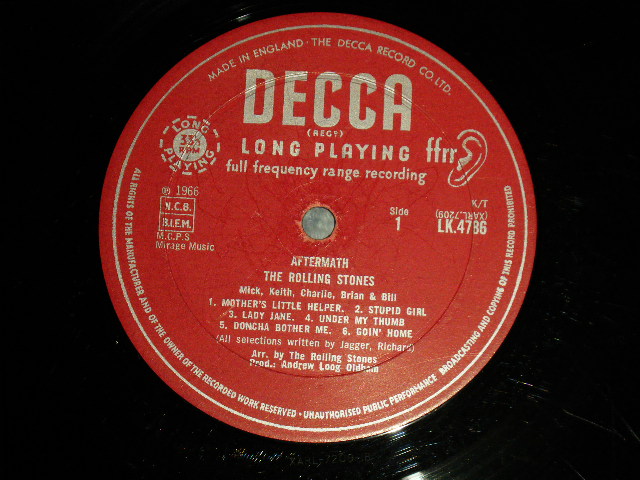 MADE IN ENGLAND · THE DECCA RECORD CO. LTD.
DECCA
(REGD)
LONG PLAYING
ffrr
full frequency range recording
LONG
33⅓
RPM
PLAYING
℗ 1966
N.C.B.
B.I.E.M.
M.C.P.S
Mirage Music
Side
1
K/T
(XARL.7209)
LK.4786
AFTERMATH
THE ROLLING STONES
Mick, Keith, Charlie, Brian & Bill
1. MOTHER'S LITTLE HELPER. 2. STUPID GIRL
3. LADY JANE. 4. UNDER MY THUMB
5. DONCHA BOTHER ME. 6. GOIN' HOME
(All selections written by Jagger, Richard)
Arr. by The Rolling Stones
Prod.: Andrew Loog Oldham
ALL RIGHTS OF THE MANUFACTURER AND OF THE OWNER OF THE RECORDED WORK RESERVED · UNAUTHORISED PUBLIC PERFORMANCE BROADCASTING AND COPYING OF THIS RECORD PROHIBITED